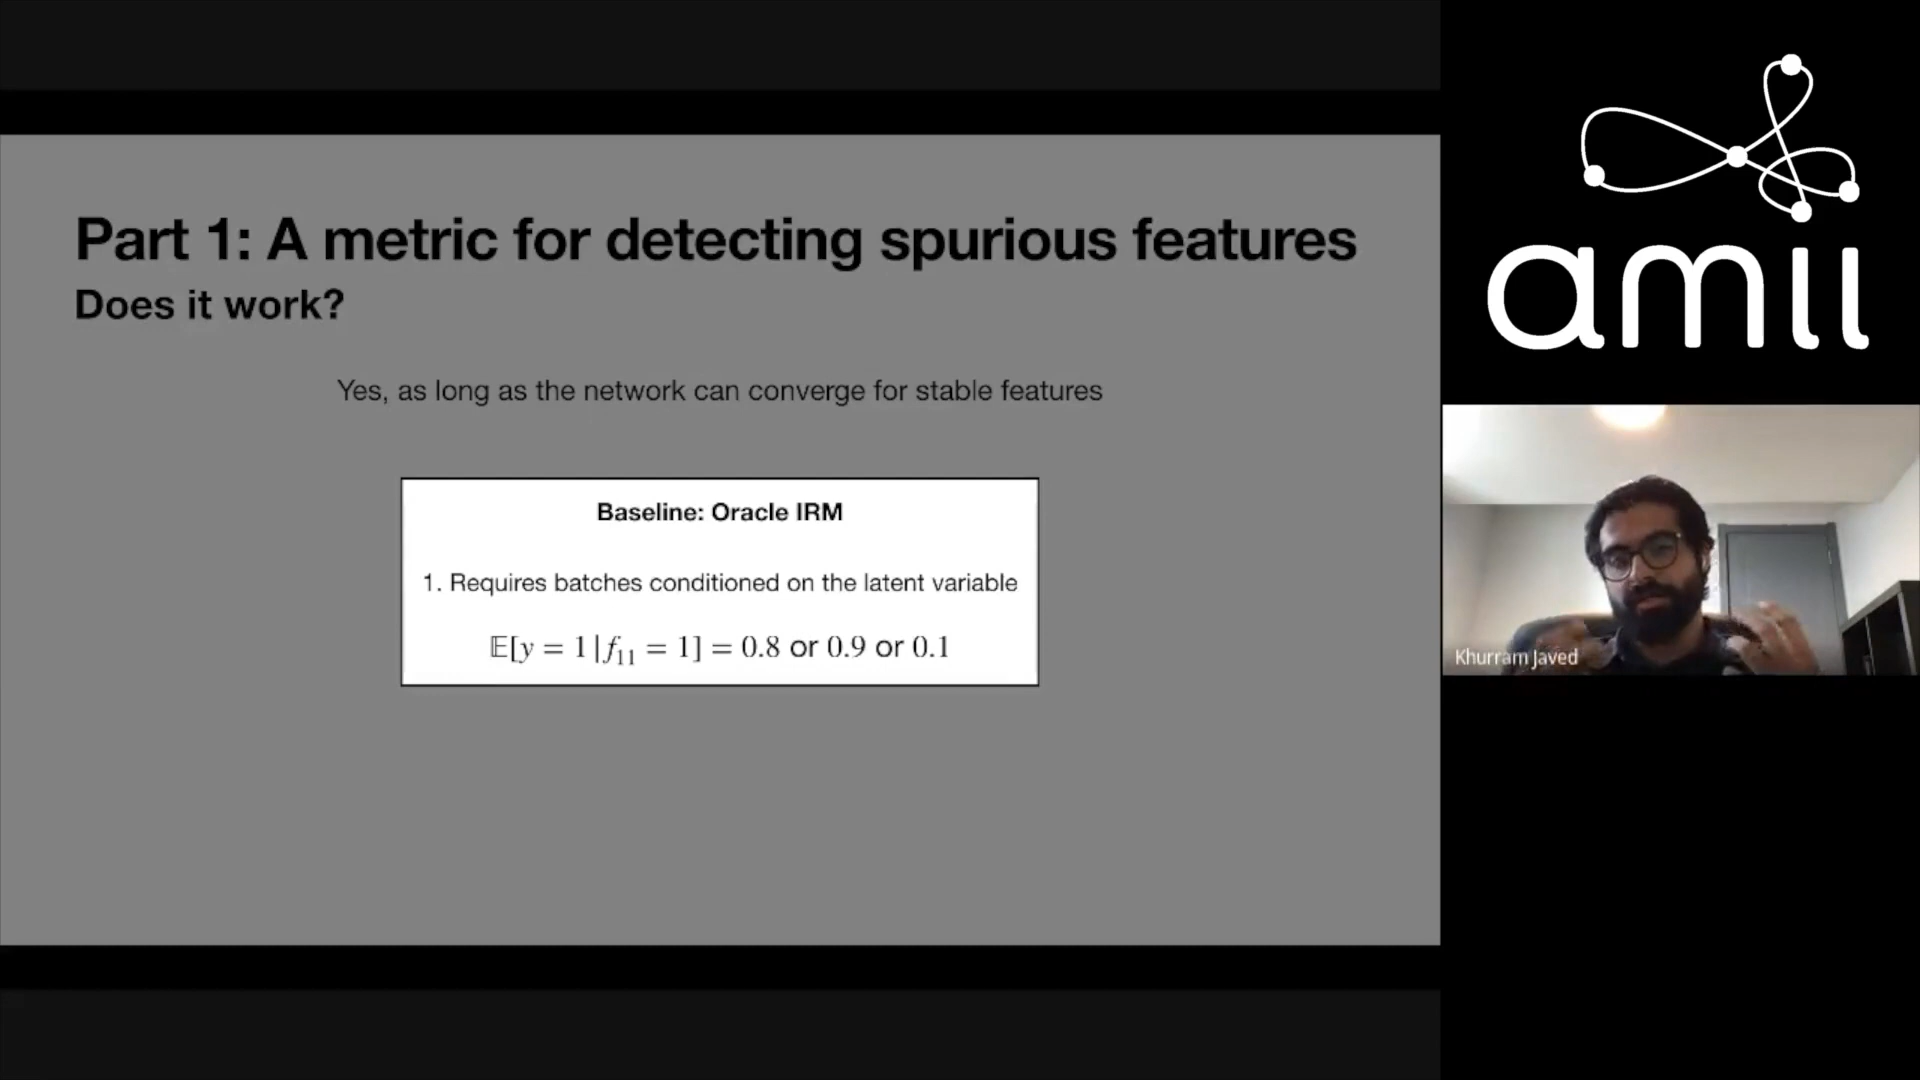 Part 1: A metric for detecting spurious features
Does it work?
Yes, as long as the network can converge for stable features
Baseline: Oracle IRM
1. Requires batches conditioned on the latent variable
𝔼[y = 1 | f₁₁ = 1] = 0.8 or 0.9 or 0.1
amii
Khurram Javed